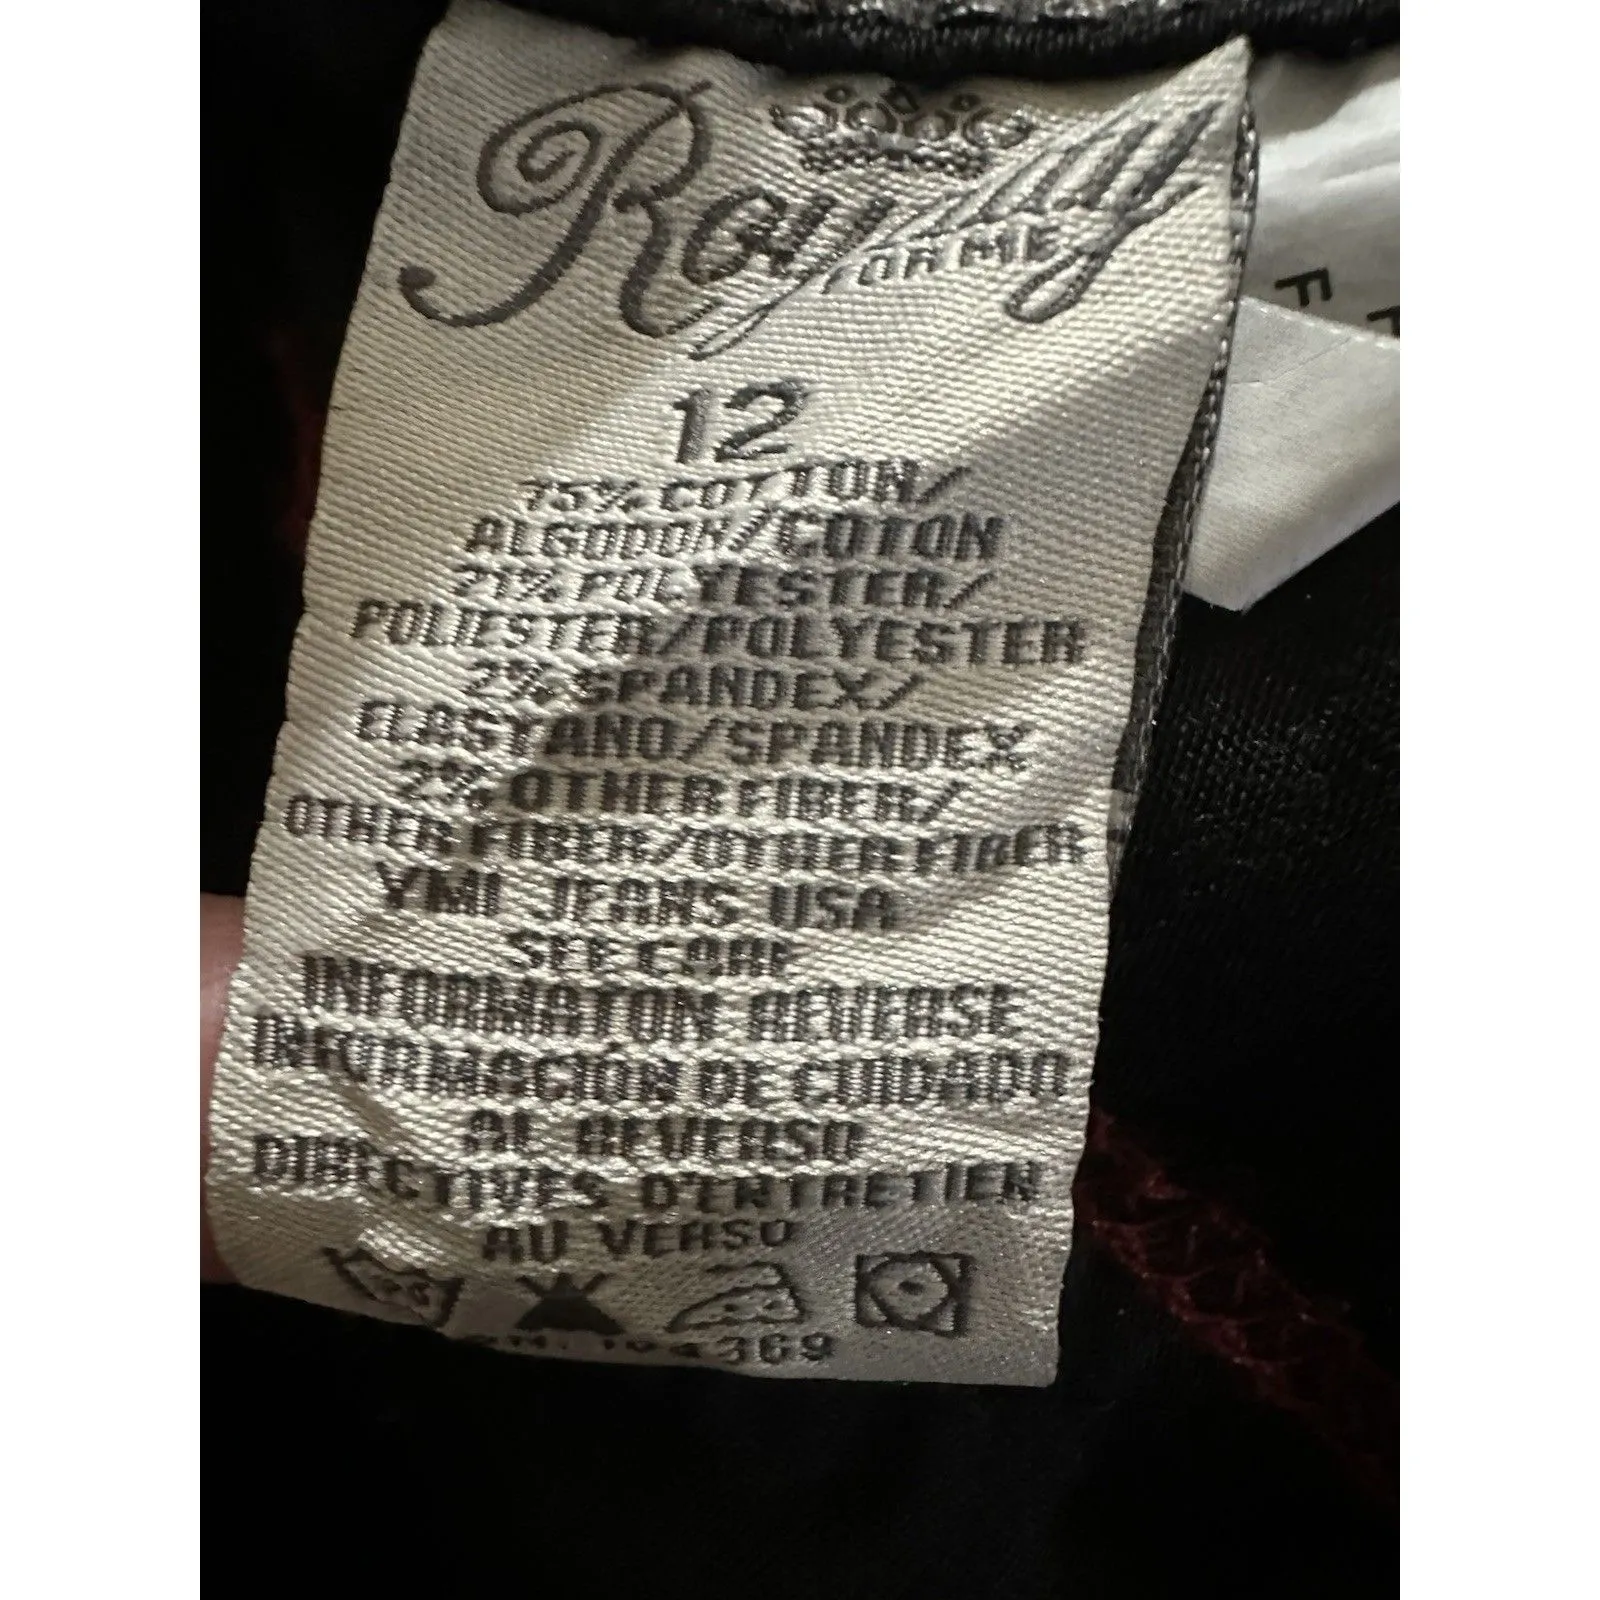 Royalty
FOR ME
12
75% COTTON/
ALGODON/COTON
21% POLYESTER/
POLIESTER/POLYESTER
2% SPANDEX/
ELASTANO/SPANDEX
2% OTHER FIBER/
OTHER FIBER/OTHER FIBER
YMI JEANS USA
SEE CARE
INFORMATON REVERSE
INFORMACION DE CUIDADO
AL REVERSO
DIRECTIVES D'ENTRETIEN
AU VERSO